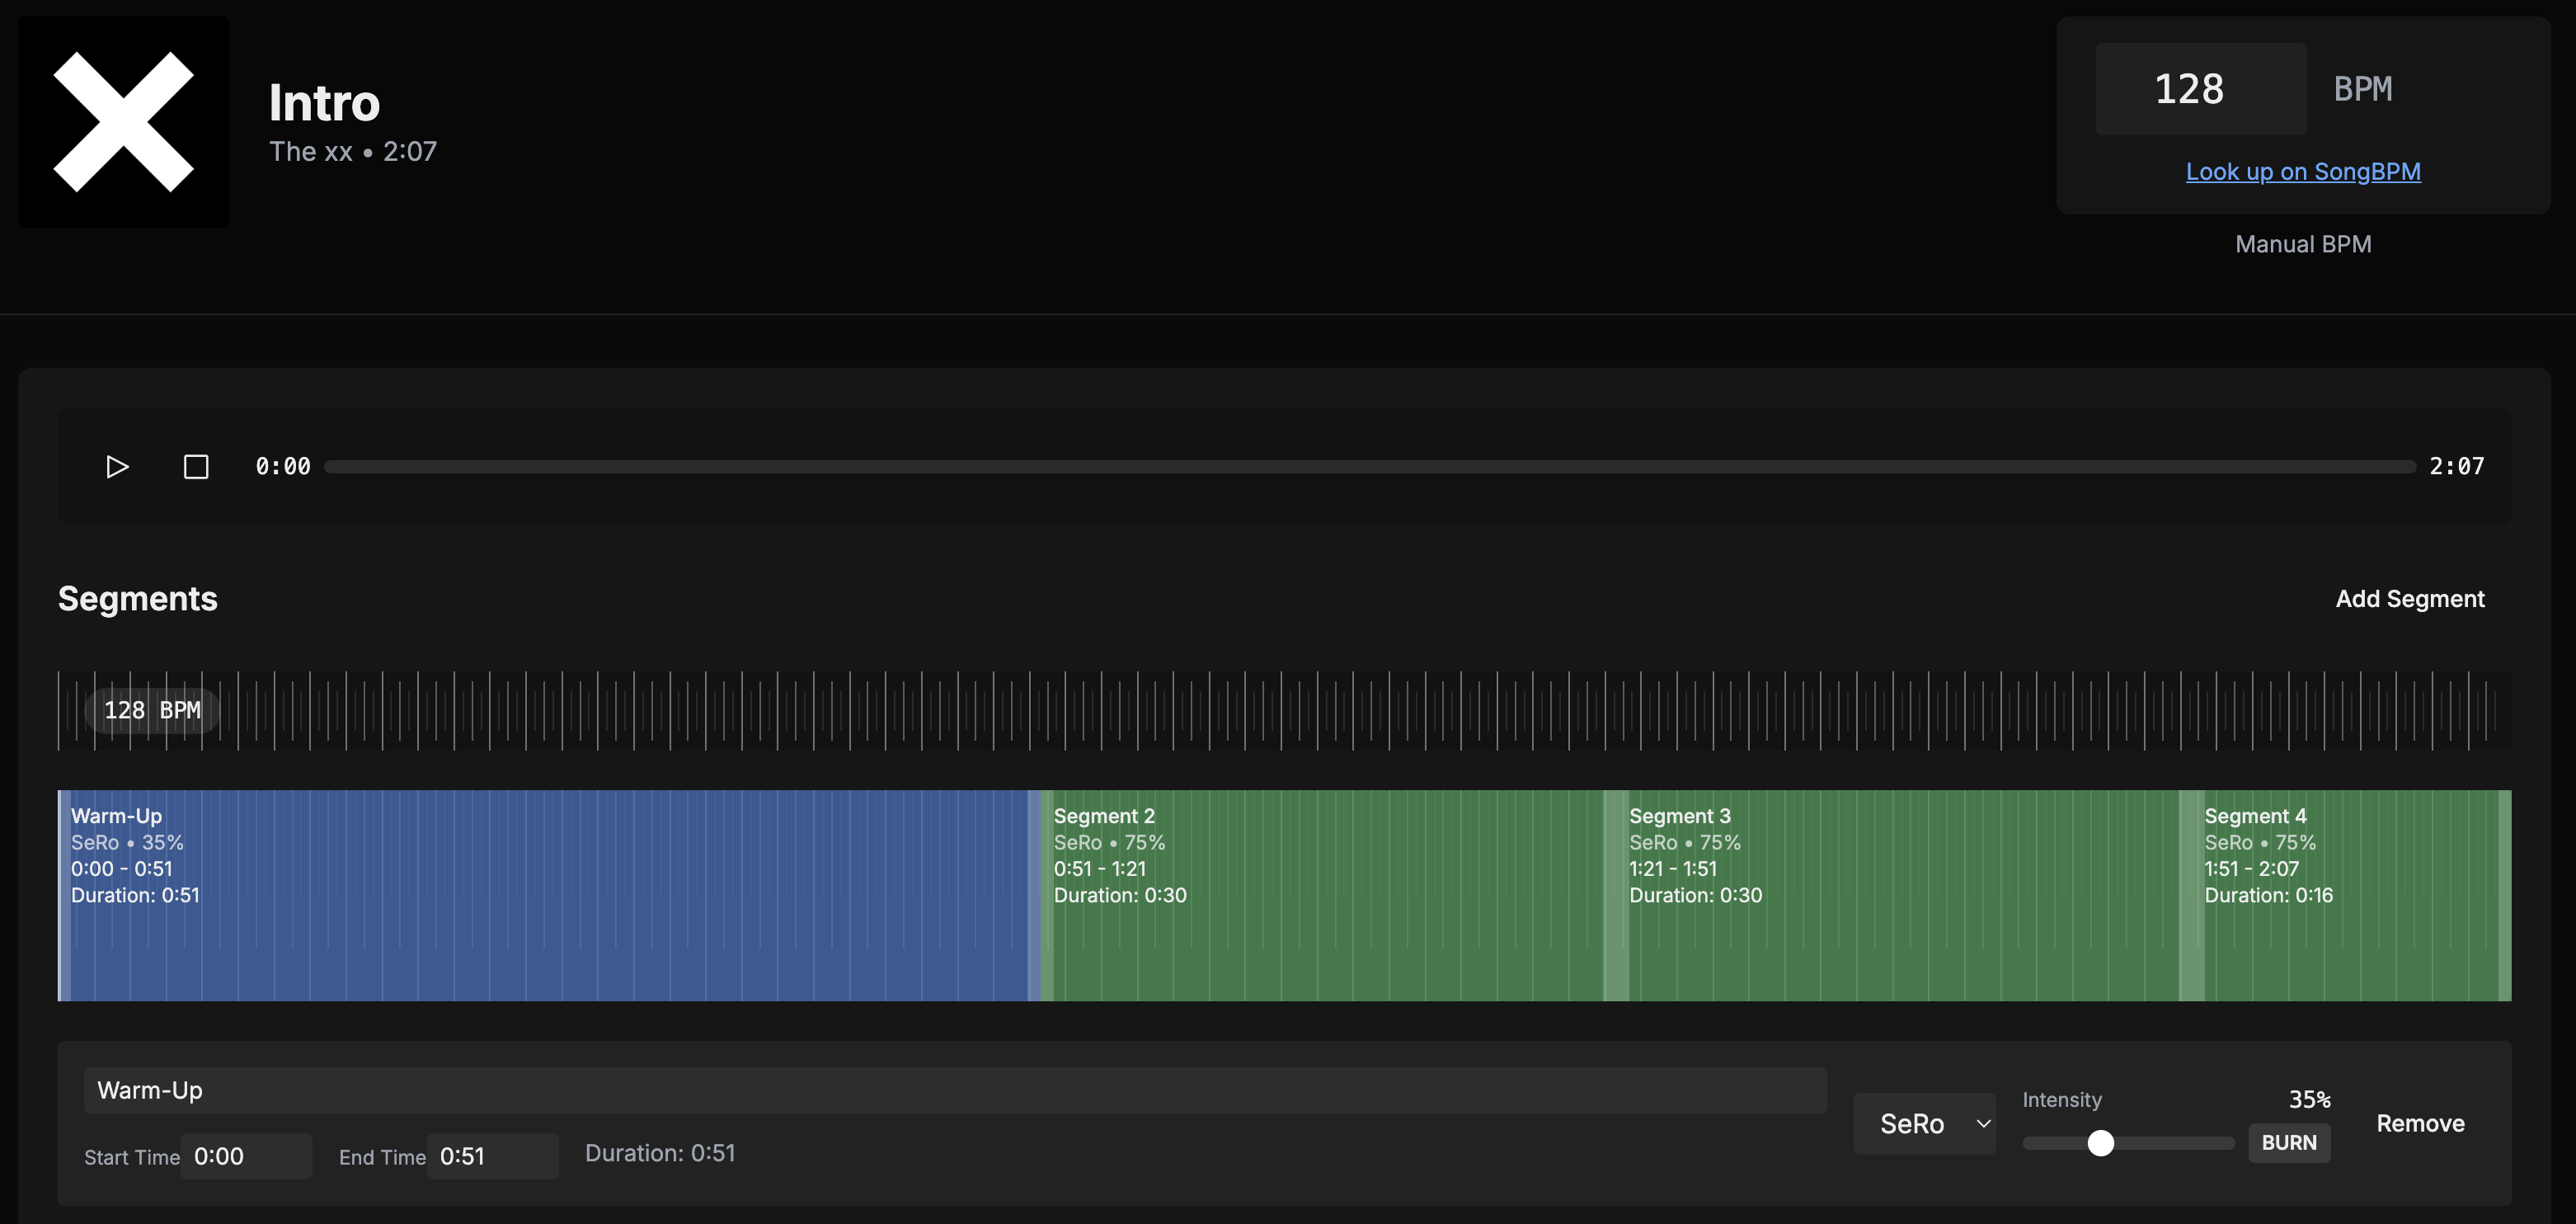 Intro
The xx • 2:07
128 BPM
Look up on SongBPM
Manual BPM
0:00 2:07
Segments
Add Segment
128 BPM
Warm-Up
SeRo • 35%
0:00 - 0:51
Duration: 0:51
Segment 2
SeRo • 75%
0:51 - 1:21
Duration: 0:30
Segment 3
SeRo • 75%
1:21 - 1:51
Duration: 0:30
Segment 4
SeRo • 75%
1:51 - 2:07
Duration: 0:16
Warm-Up
Start Time 0:00 End Time 0:51 Duration: 0:51
SeRo
Intensity 35%
BURN
Remove